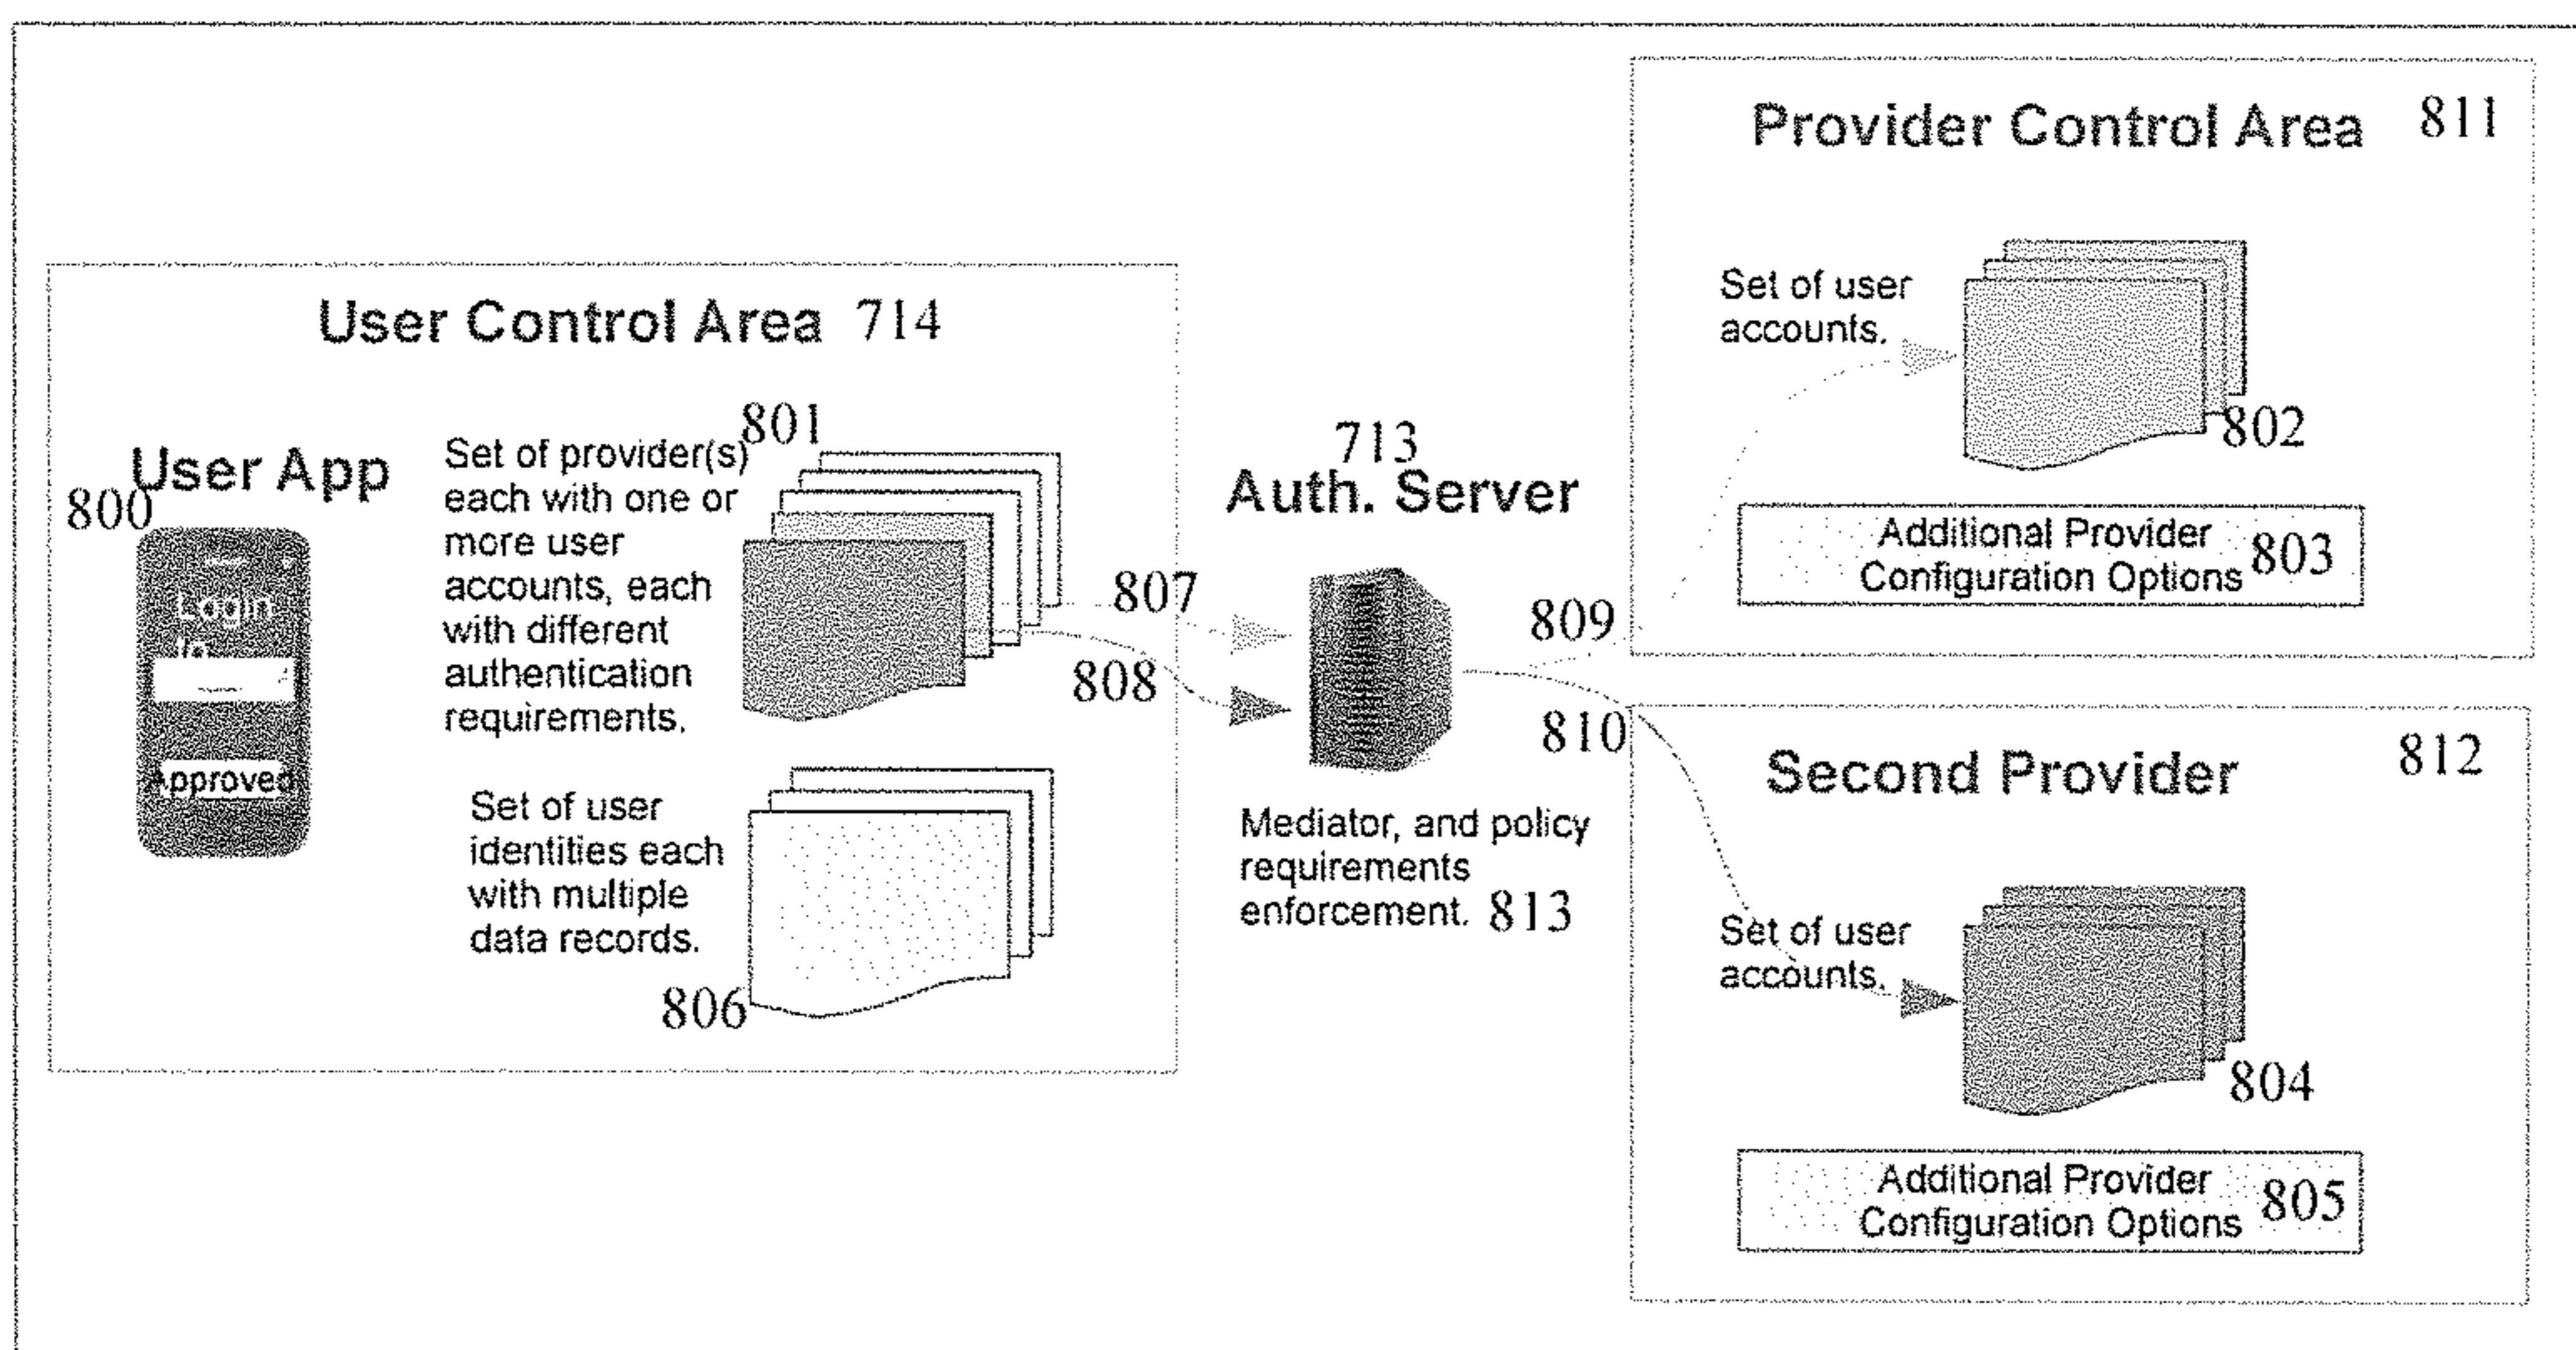 Provider Control Area 811
Set of user
accounts.
802
Additional Provider
Configuration Options 803
User Control Area 714
User App
800
Login
Approved
801
Set of provider(s)
each with one or
more user
accounts, each
with different
authentication
requirements.
807
808
Set of user
identities each
with multiple
data records.
806
713
Auth. Server
809
810
Mediator, and policy
requirements
enforcement. 813
Second Provider 812
Set of user
accounts.
804
Additional Provider
Configuration Options 805